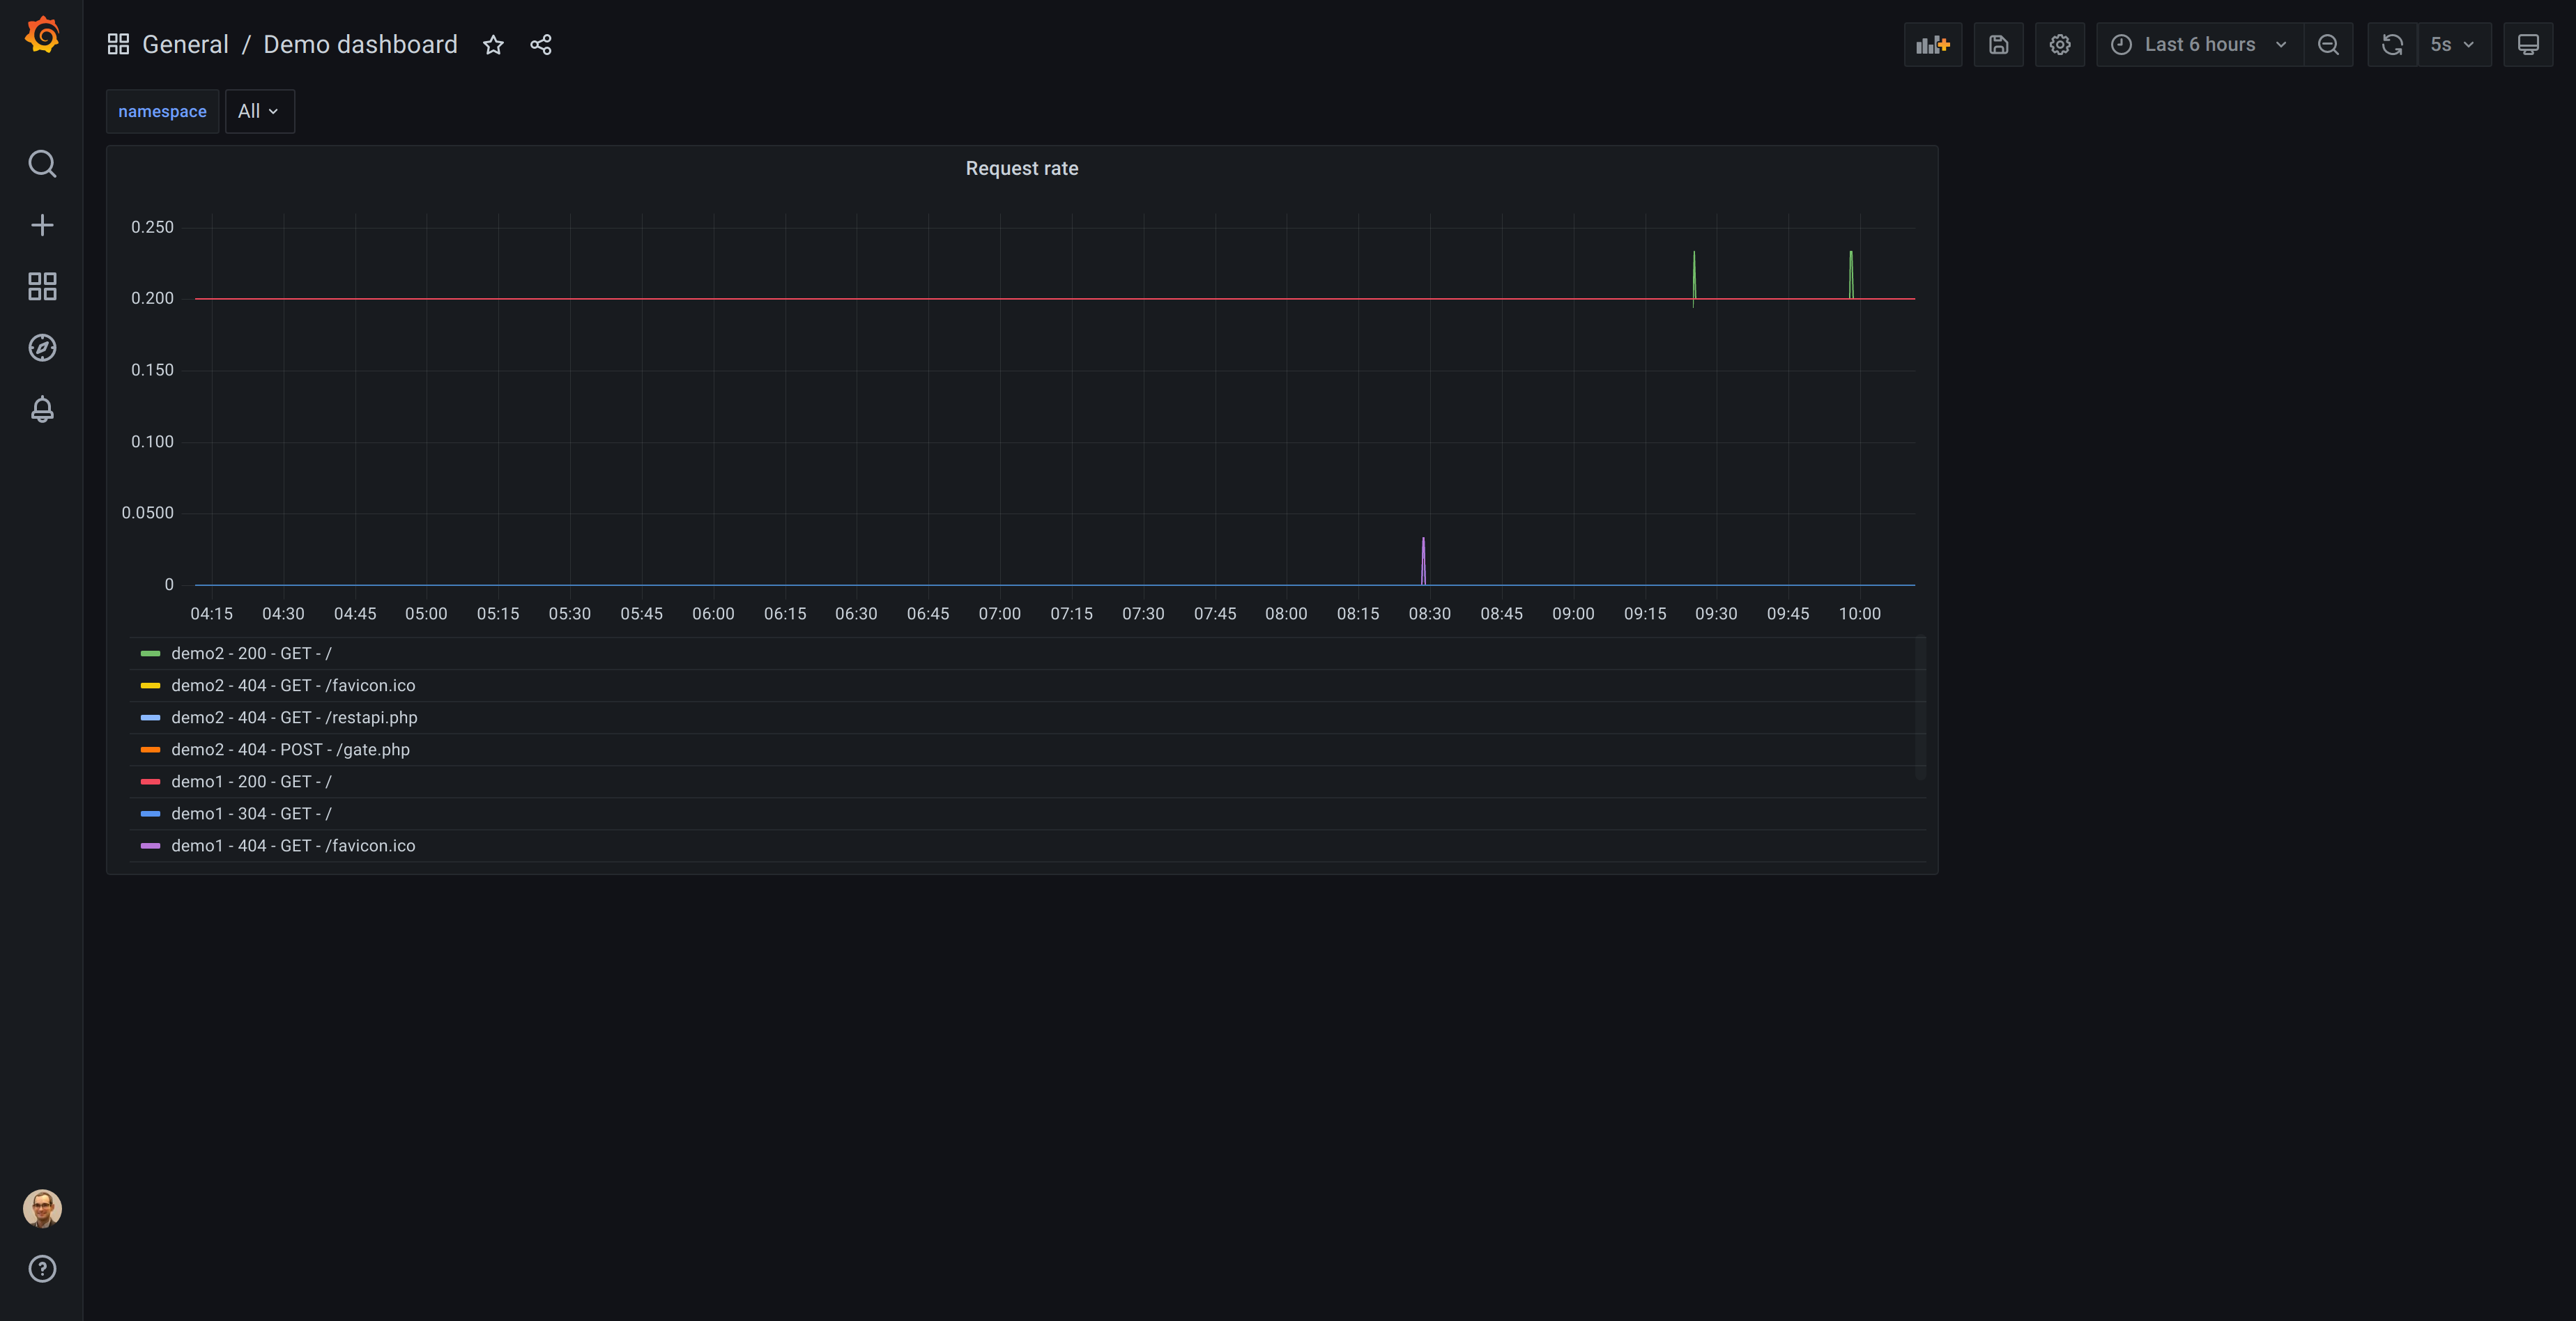 General / Demo dashboard
Last 6 hours
5s
namespace
All
Request rate
0.250
0.200
0.150
0.100
0.0500
0
04:15 04:30 04:45 05:00 05:15 05:30 05:45 06:00 06:15 06:30 06:45 07:00 07:15 07:30 07:45 08:00 08:15 08:30 08:45 09:00 09:15 09:30 09:45 10:00
demo2 - 200 - GET - /
demo2 - 404 - GET - /favicon.ico
demo2 - 404 - GET - /restapi.php
demo2 - 404 - POST - /gate.php
demo1 - 200 - GET - /
demo1 - 304 - GET - /
demo1 - 404 - GET - /favicon.ico